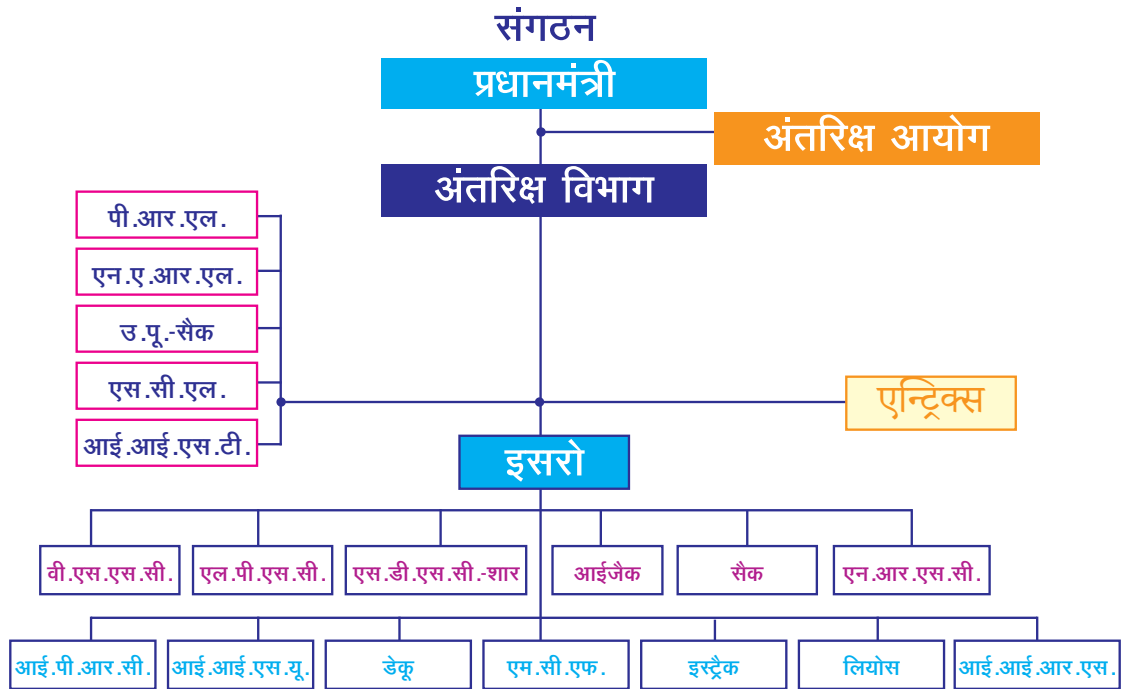 संगठन
प्रधानमंत्री
अंतरिक्ष आयोग
अंतरिक्ष विभाग
पी.आर.एल.
एन.ए.आर.एल.
उ.पू.-सैक
एस.सी.एल.
आई.आई.एस.टी.
एन्ट्रिक्स
इसरो
वी.एस.एस.सी.
एल.पी.एस.सी.
एस.डी.एस.सी.-शार
आईजैक
सैक
एन.आर.एस.सी.
आई.पी.आर.सी.
आई.आई.एस.यू.
डेकू
एम.सी.एफ.
इस्ट्रैक
लियोस
आई.आई.आर.एस.